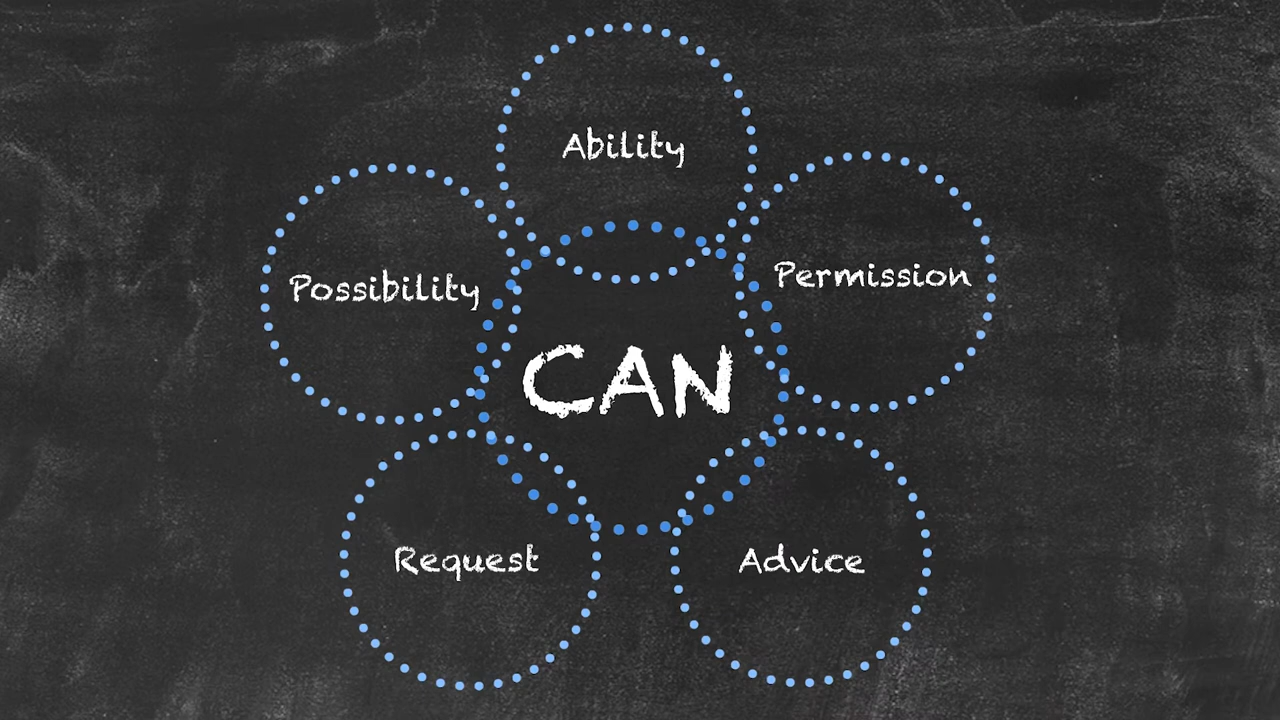 Ability
Possibility
Permission
CAN
Request
Advice